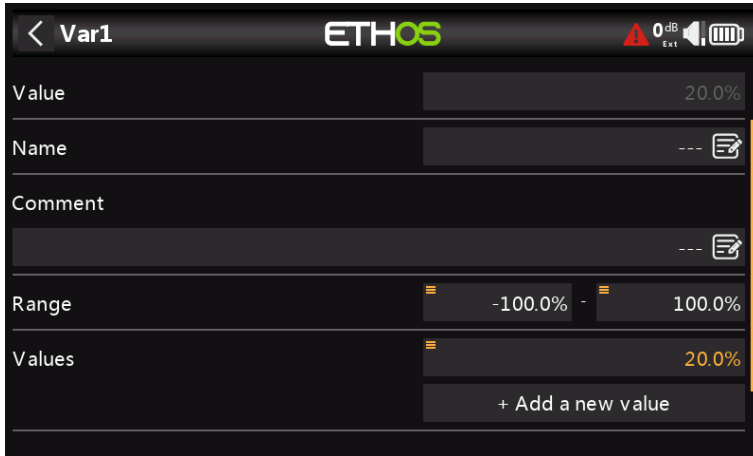 Var1 ETHOS 0dB Ext
Value 20.0%
Name ---
Comment
---
Range -100.0% - 100.0%
Values 20.0%
+ Add a new value